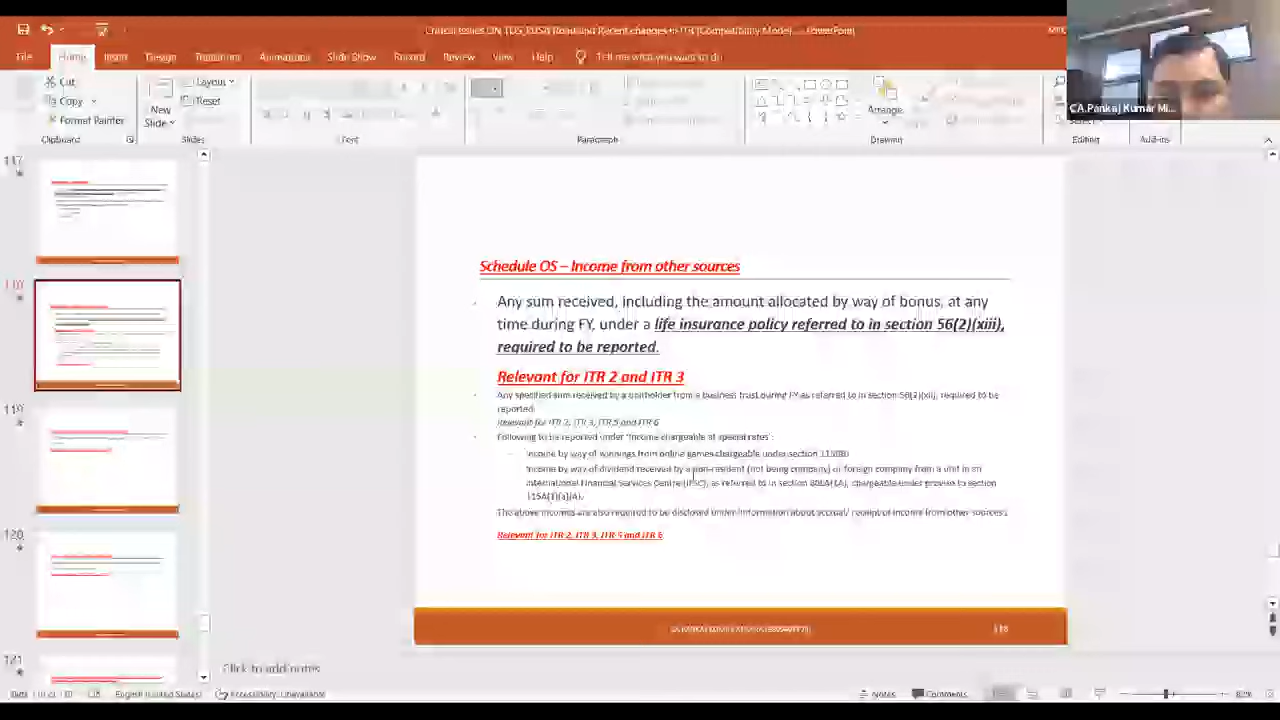 File Home Insert Design Transitions Animations Slide Show Record Review View Help Tell me what you want to do
Cut
Copy
Format Painter
Clipboard
New
Slide
Layout
Reset
Slides
Font
Paragraph
Arrange
Drawing
Editing
Add-ins
CA.Pankaj Kumar Mi...
117
119
120
121
Schedule OS – Income from other sources
Any sum received, including the amount allocated by way of bonus, at any
time during FY, under a life insurance policy referred to in section 56(2)(xiii),
required to be reported.
Relevant for ITR 2 and ITR 3
Any specified sum received by a unitholder from a business trust during FY as referred to in section 56(2)(xii), required to be
reported.
Relevant for ITR 2, ITR 3, ITR 5 and ITR 6
Following to be reported under 'Income chargeable at special rates':
Income by way of winnings from online games chargeable under section 115BBJ
Income by way of dividend received by a non-resident (not being company) or foreign company from a unit in an
International Financial Services Centre (IFSC), as referred to in section 80LA(1A), chargeable under proviso to section
115A(1)(a)(A).
The above incomes are also required to be disclosed under 'Information about accrual/ receipt of income from other sources'.
Relevant for ITR 2, ITR 3, ITR 5 and ITR 6
118
Click to add notes
English (United States)
Accessibility: Unavailable
Notes
Comments